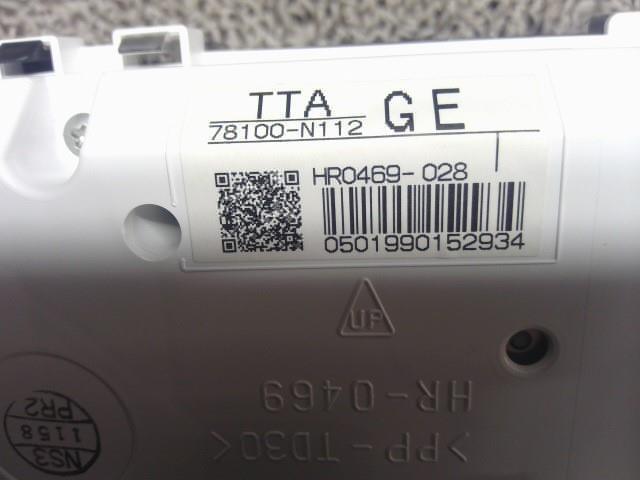 TTA GE
78100-N112
HR0469-028
0501990152934
UP
HR-0469
>PP-TD30<
NS3
1158
PR2